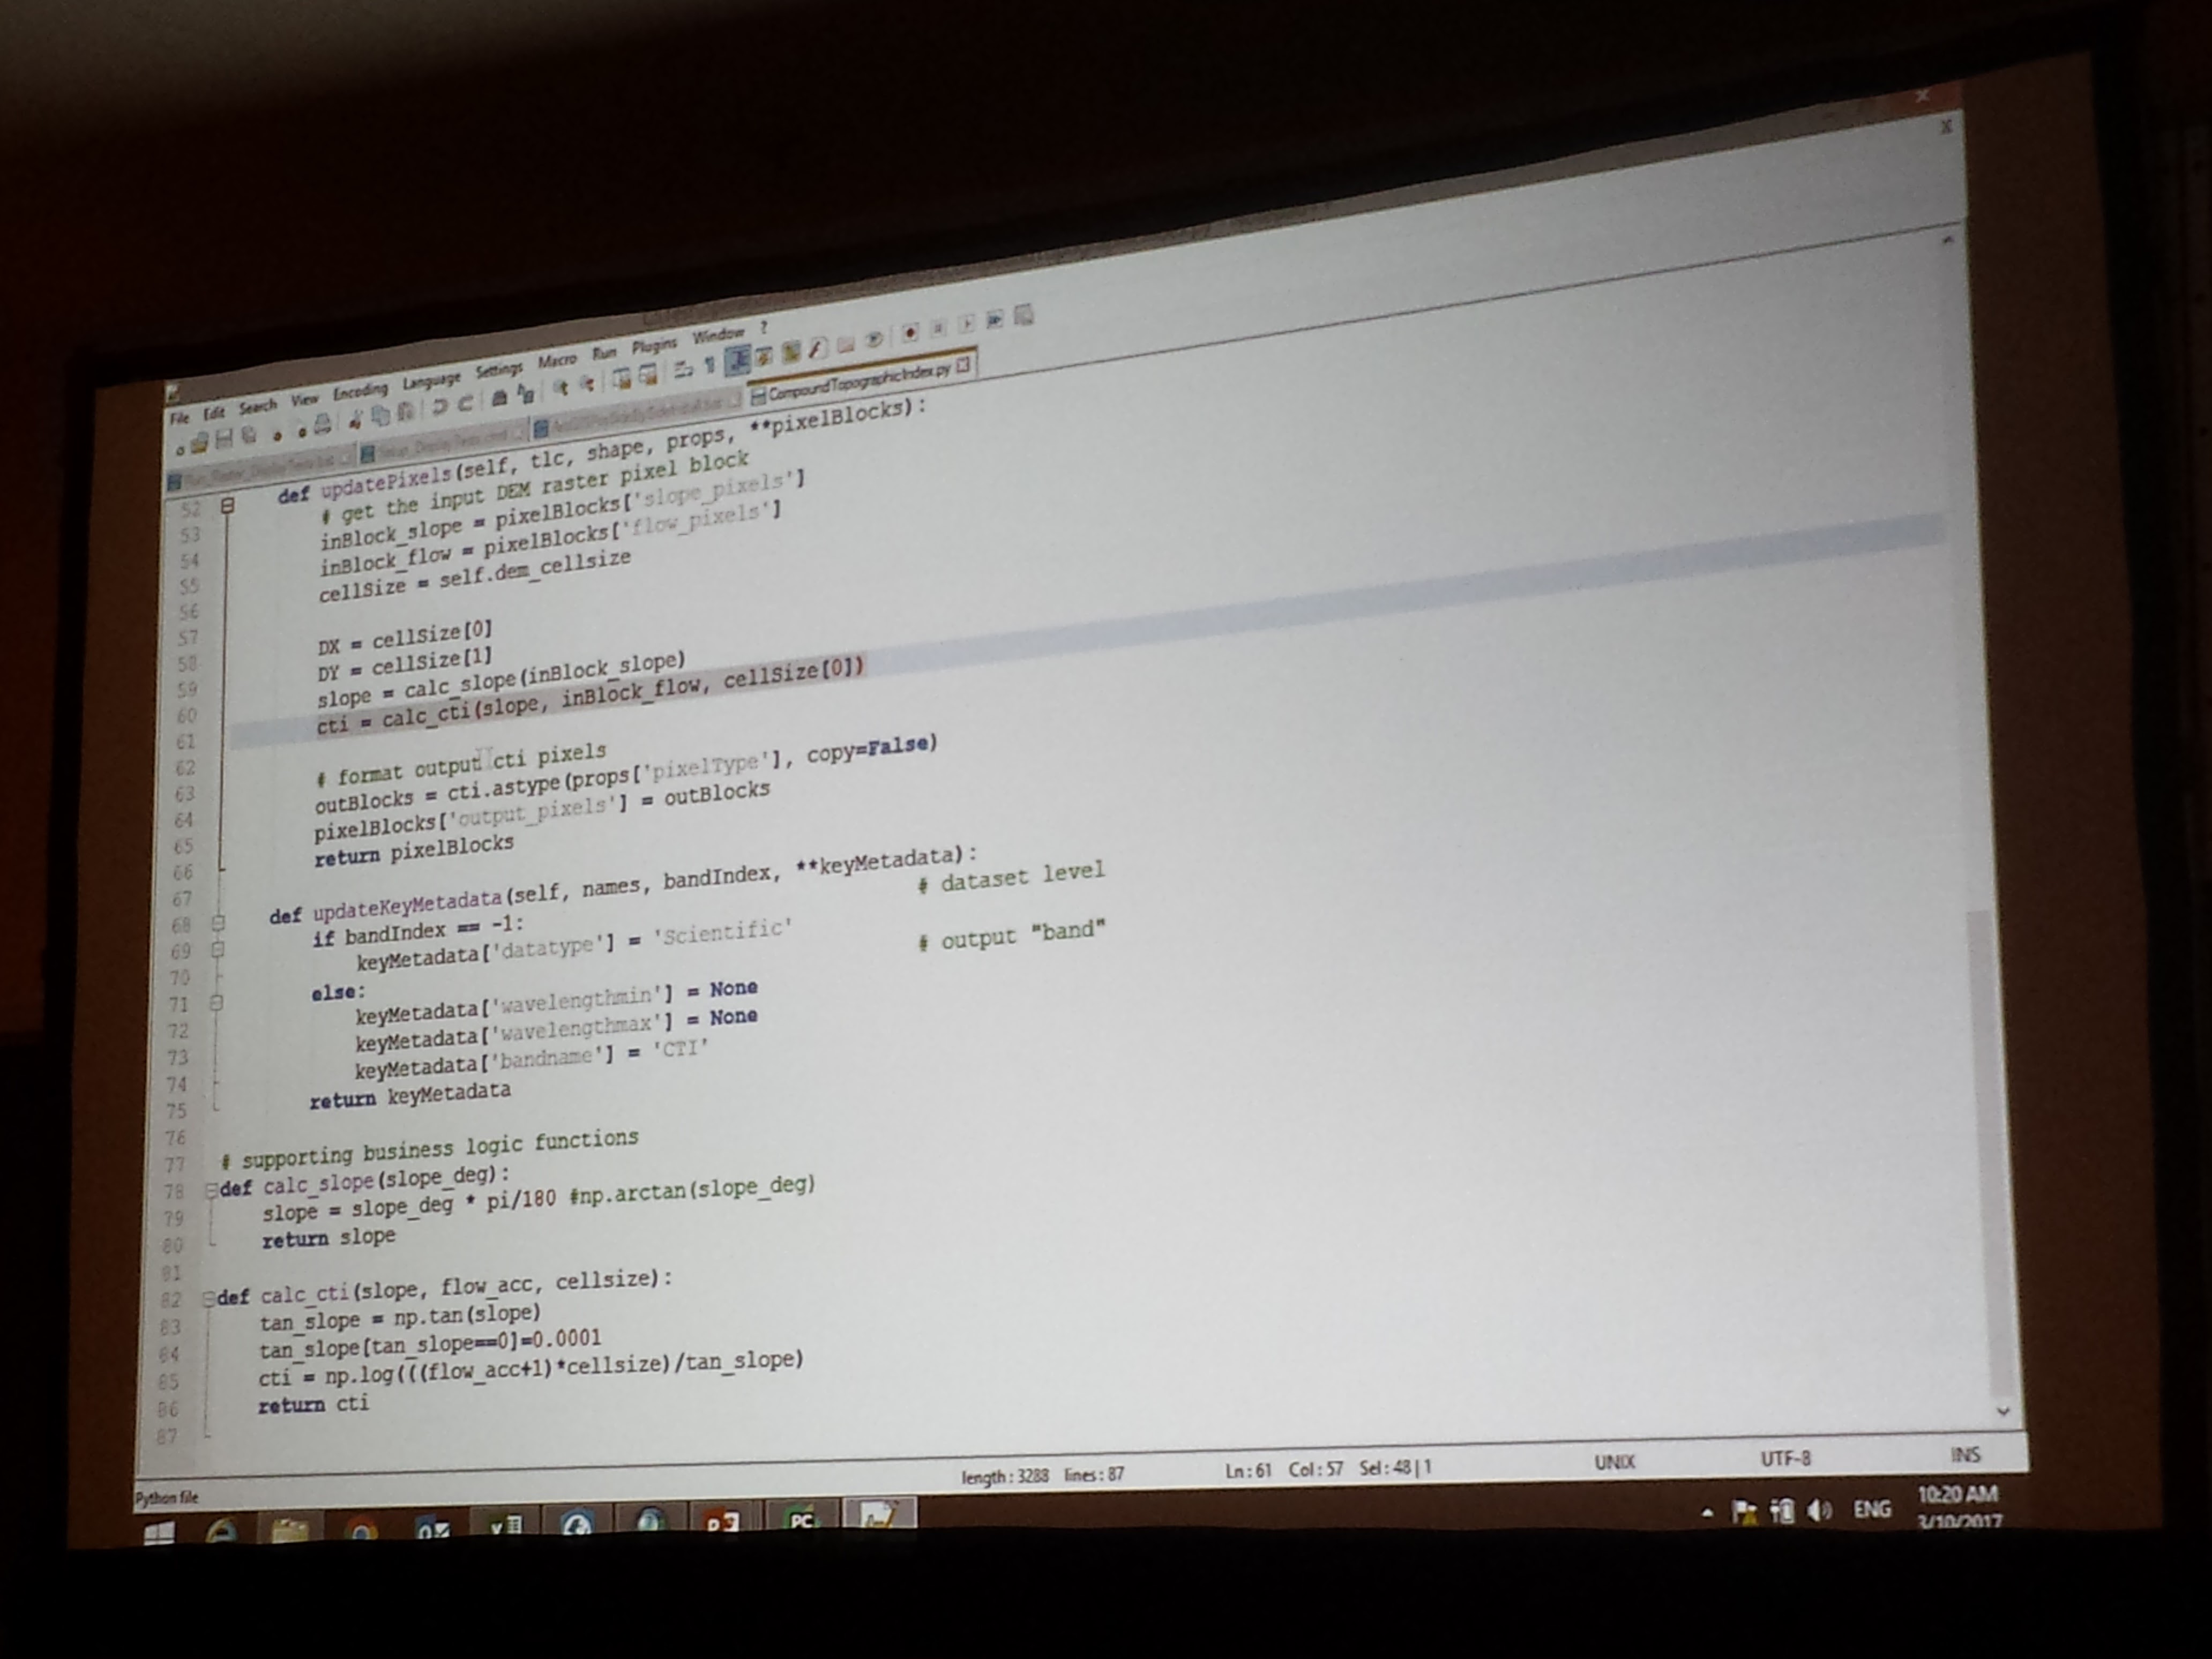 File Edit Search View Encoding Language Settings Macro Run Plugins Window ?
CompoundTopographicIndex.py
52 def updatePixels(self, tlc, shape, props, **pixelBlocks):
53 # get the input DEM raster pixel block
54 inBlock_slope = pixelBlocks['slope_pixels']
55 inBlock_flow = pixelBlocks['flow_pixels']
56 cellSize = self.dem_cellsize
57
58 DX = cellSize[0]
59 DY = cellSize[1]
60 slope = calc_slope(inBlock_slope)
61 cti = calc_cti(slope, inBlock_flow, cellSize[0])
62
63 # format output cti pixels
64 outBlocks = cti.astype(props['pixelType'], copy=False)
65 pixelBlocks['output_pixels'] = outBlocks
66 return pixelBlocks
67
68 def updateKeyMetadata(self, names, bandIndex, **keyMetadata):
69 if bandIndex == -1: # dataset level
70 keyMetadata['datatype'] = 'Scientific'
71 else: # output "band"
72 keyMetadata['wavelengthmin'] = None
73 keyMetadata['wavelengthmax'] = None
74 keyMetadata['bandname'] = 'CTI'
75 return keyMetadata
76
77 # supporting business logic functions
78 def calc_slope(slope_deg):
79 slope = slope_deg * pi/180 #np.arctan(slope_deg)
80 return slope
81
82 def calc_cti(slope, flow_acc, cellsize):
83 tan_slope = np.tan(slope)
84 tan_slope[tan_slope==0]=0.0001
85 cti = np.log(((flow_acc+1)*cellsize)/tan_slope)
86 return cti
87
Python file length : 3288 lines : 87 Ln : 61 Col : 57 Sel : 48 | 1 UNIX UTF-8 INS
ENG 10:20 AM
3/10/2017